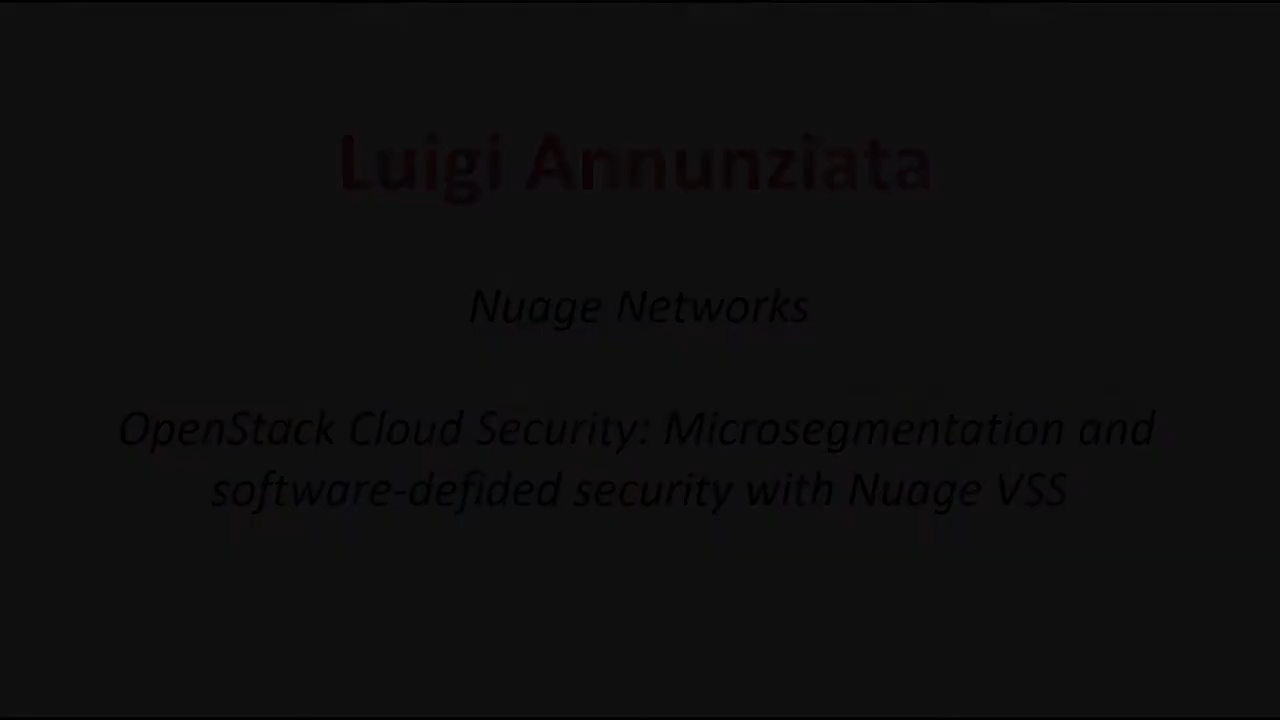 Luigi Annunziata
Nuage Networks
OpenStack Cloud Security: Microsegmentation and
software-defided security with Nuage VSS